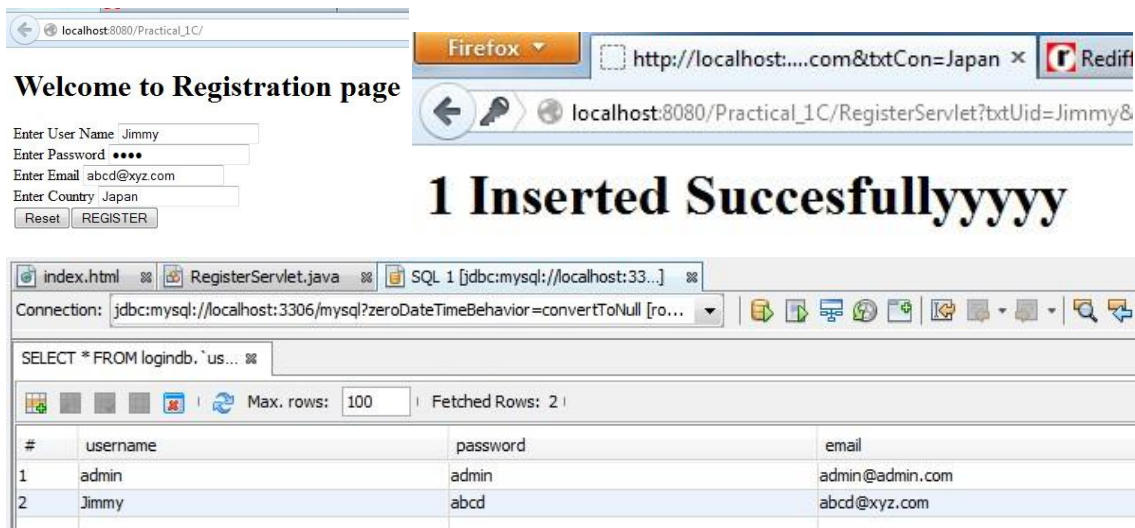 localhost:8080/Practical_1C/
Welcome to Registration page
Enter User Name Jimmy
Enter Password ••••
Enter Email abcd@xyz.com
Enter Country Japan
Reset REGISTER
Firefox
http://localhost:....com&txtCon=Japan × Rediff
localhost:8080/Practical_1C/RegisterServlet?txtUid=Jimmy&
1 Inserted Succesfullyyyyy
index.html RegisterServlet.java SQL 1 [jdbc:mysql://localhost:33...]
Connection: jdbc:mysql://localhost:3306/mysql?zeroDateTimeBehavior=convertToNull [ro...
SELECT * FROM logindb.`us...
Max. rows: 100 Fetched Rows: 2
# username password email
1 admin admin admin@admin.com
2 Jimmy abcd abcd@xyz.com